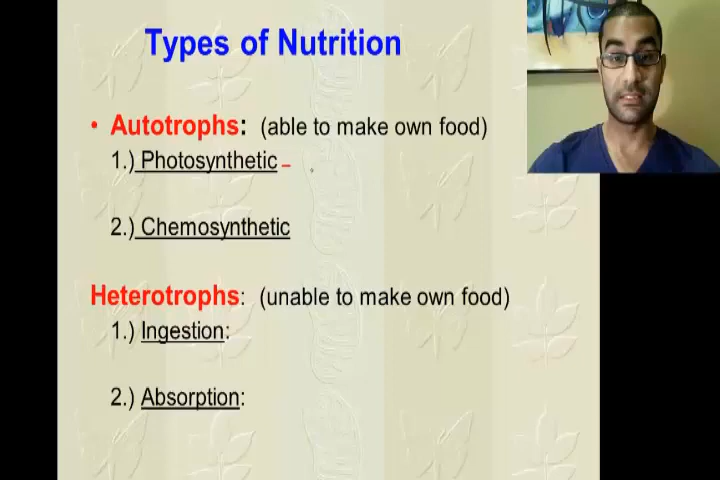 Types of Nutrition
• Autotrophs: (able to make own food)
1.) Photosynthetic –
2.) Chemosynthetic
Heterotrophs: (unable to make own food)
1.) Ingestion:
2.) Absorption: